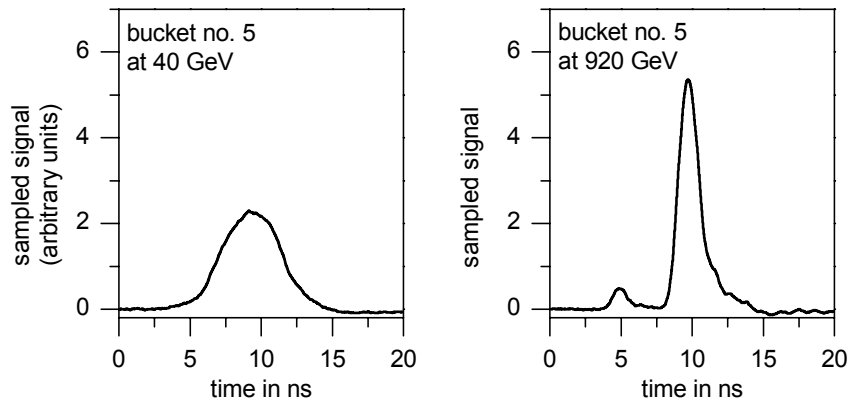 bucket no. 5
at 40 GeV
sampled signal
(arbitrary units)
6
4
2
0
0 5 10 15 20
time in ns
bucket no. 5
at 920 GeV
sampled signal
6
4
2
0
0 5 10 15 20
time in ns